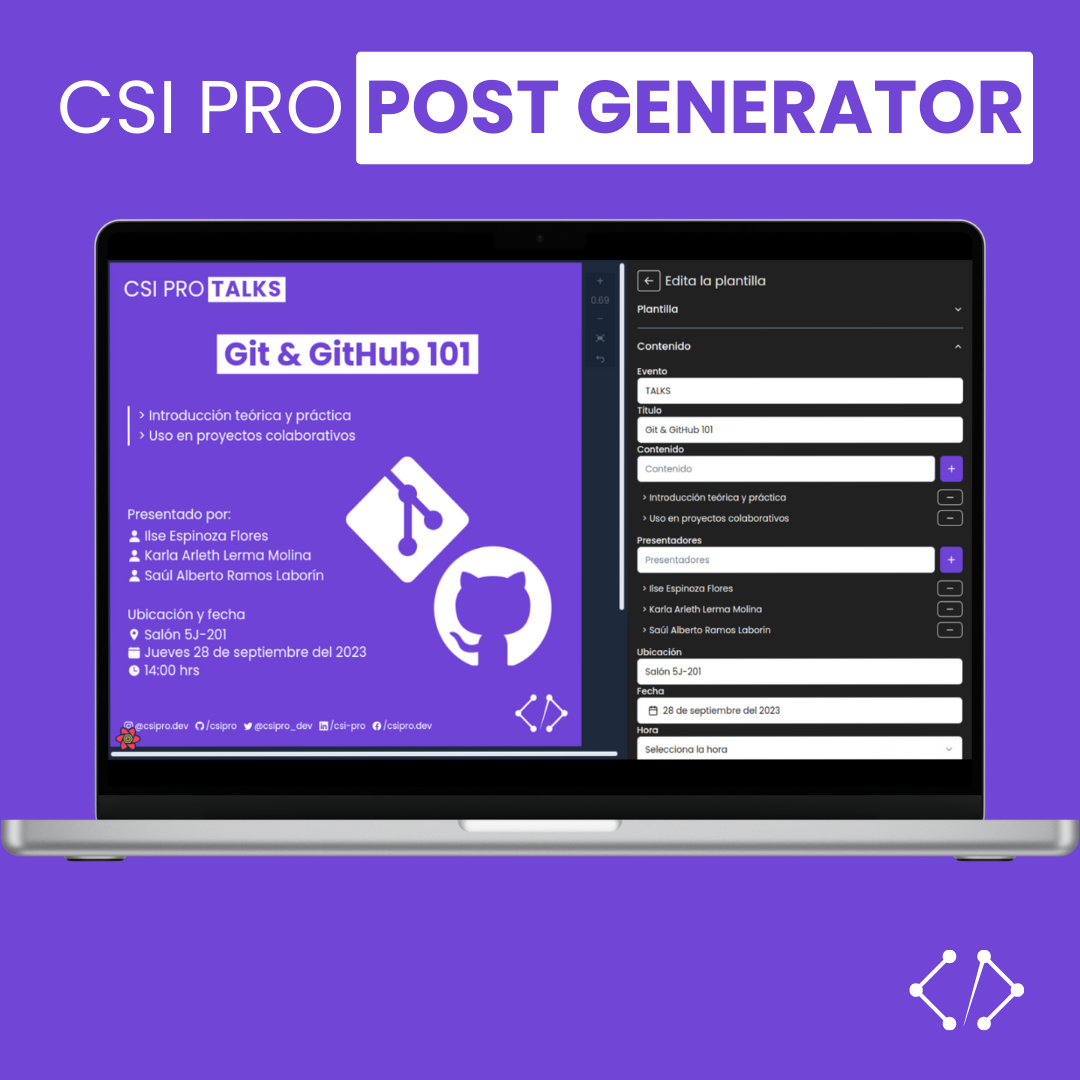 CSI PRO POST GENERATOR
CSI PRO TALKS
Git & GitHub 101
> Introducción teórica y práctica
> Uso en proyectos colaborativos
Presentado por:
Ilse Espinoza Flores
Karla Arleth Lerma Molina
Saúl Alberto Ramos Laborín
Ubicación y fecha
Salón 5J-201
Jueves 28 de septiembre del 2023
14:00 hrs
@csipro.dev /csipro @csipro_dev /csi-pro /csipro.dev
+
0.69
-
Edita la plantilla
Plantilla
Contenido
Evento
TALKS
Título
Git & GitHub 101
Contenido
Contenido +
> Introducción teórica y práctica -
> Uso en proyectos colaborativos -
Presentadores
Presentadores +
> Ilse Espinoza Flores -
> Karla Arleth Lerma Molina -
> Saúl Alberto Ramos Laborín -
Ubicación
Salón 5J-201
Fecha
28 de septiembre del 2023
Hora
Selecciona la hora